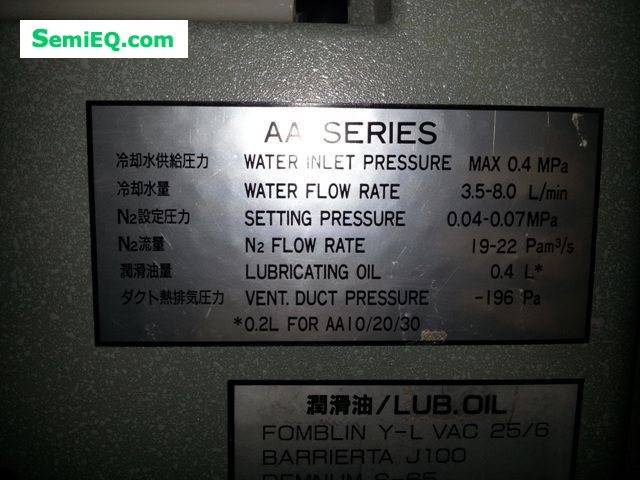 SemiEQ.com
AA SERIES
冷却水供給圧力 WATER INLET PRESSURE MAX 0.4 MPa
冷却水量 WATER FLOW RATE 3.5-8.0 L/min
N₂設定圧力 SETTING PRESSURE 0.04-0.07MPa
N₂流量 N₂ FLOW RATE 19-22 Pam³/s
潤滑油量 LUBRICATING OIL 0.4 L*
ダクト熱排気圧力 VENT. DUCT PRESSURE -196 Pa
*0.2L FOR AA10/20/30
潤滑油/LUB.OIL
FOMBLIN Y-L VAC 25/6
BARRIERTA J100
DEMNUM S-65